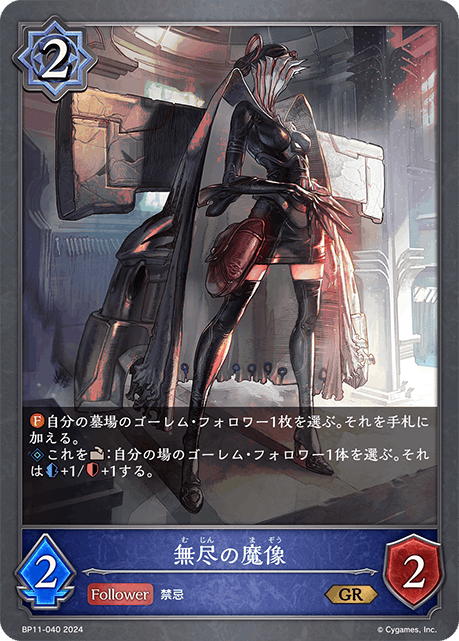 2
自分の墓場のゴーレム・フォロワー1枚を選ぶ。それを手札に
加える。
これを:自分の場のゴーレム・フォロワー1体を選ぶ。それ
は+1/+1する。
むじん まぞう
無尽の魔像
2
Follower 禁忌
GR
2
BP11-040 2024
© Cygames, Inc.